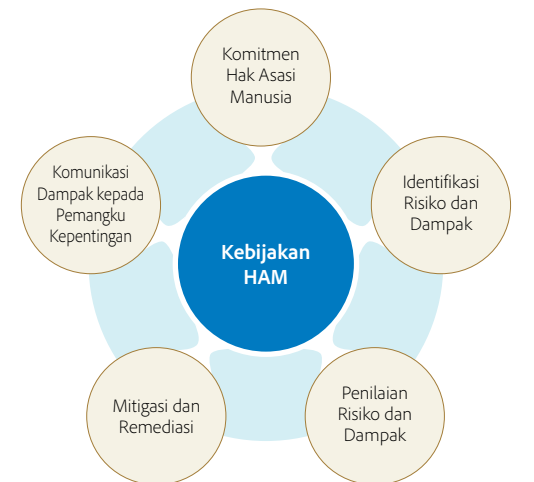 Komitmen
Hak Asasi
Manusia
Identifikasi
Risiko dan
Dampak
Penilaian
Risiko dan
Dampak
Mitigasi dan
Remediasi
Komunikasi
Dampak kepada
Pemangku
Kepentingan
Kebijakan
HAM